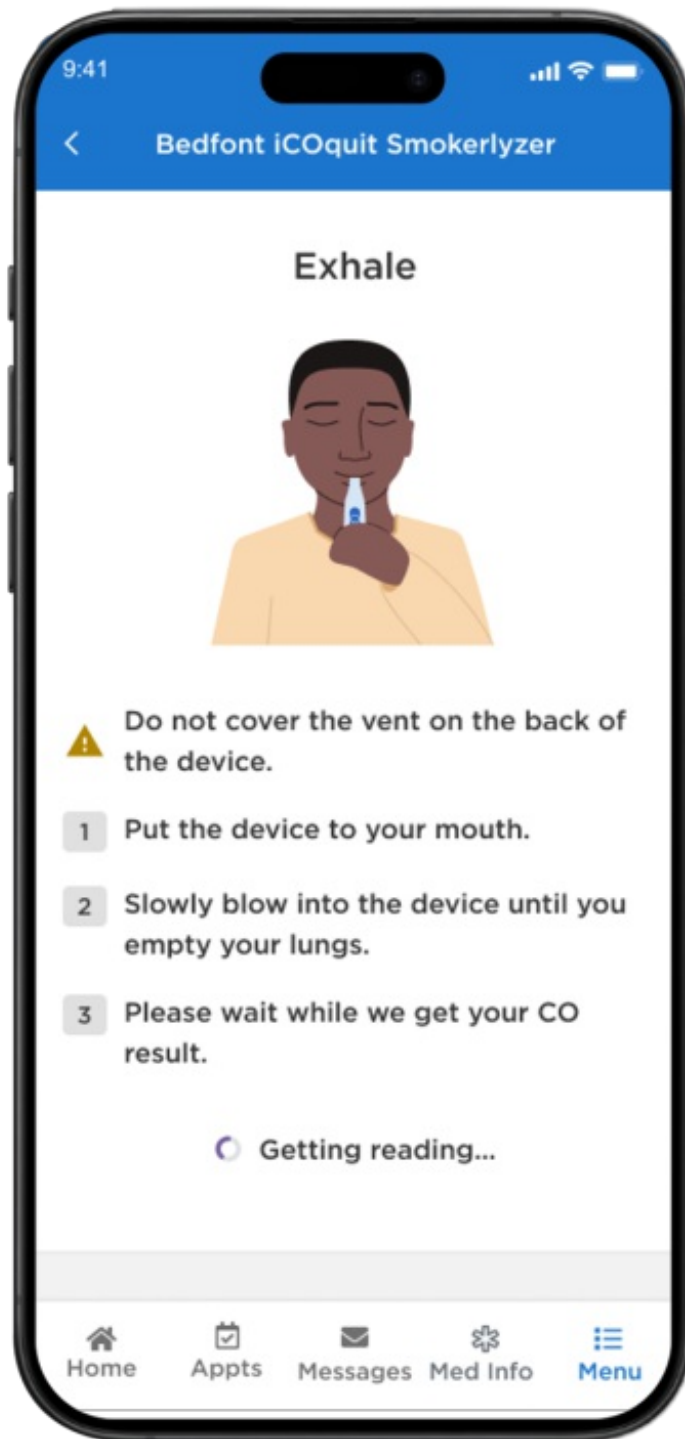 9:41
Bedfont iCOquit Smokerlyzer
Exhale
Do not cover the vent on the back of
the device.
1 Put the device to your mouth.
2 Slowly blow into the device until you
empty your lungs.
3 Please wait while we get your CO
result.
Getting reading...
Home Appts Messages Med Info Menu